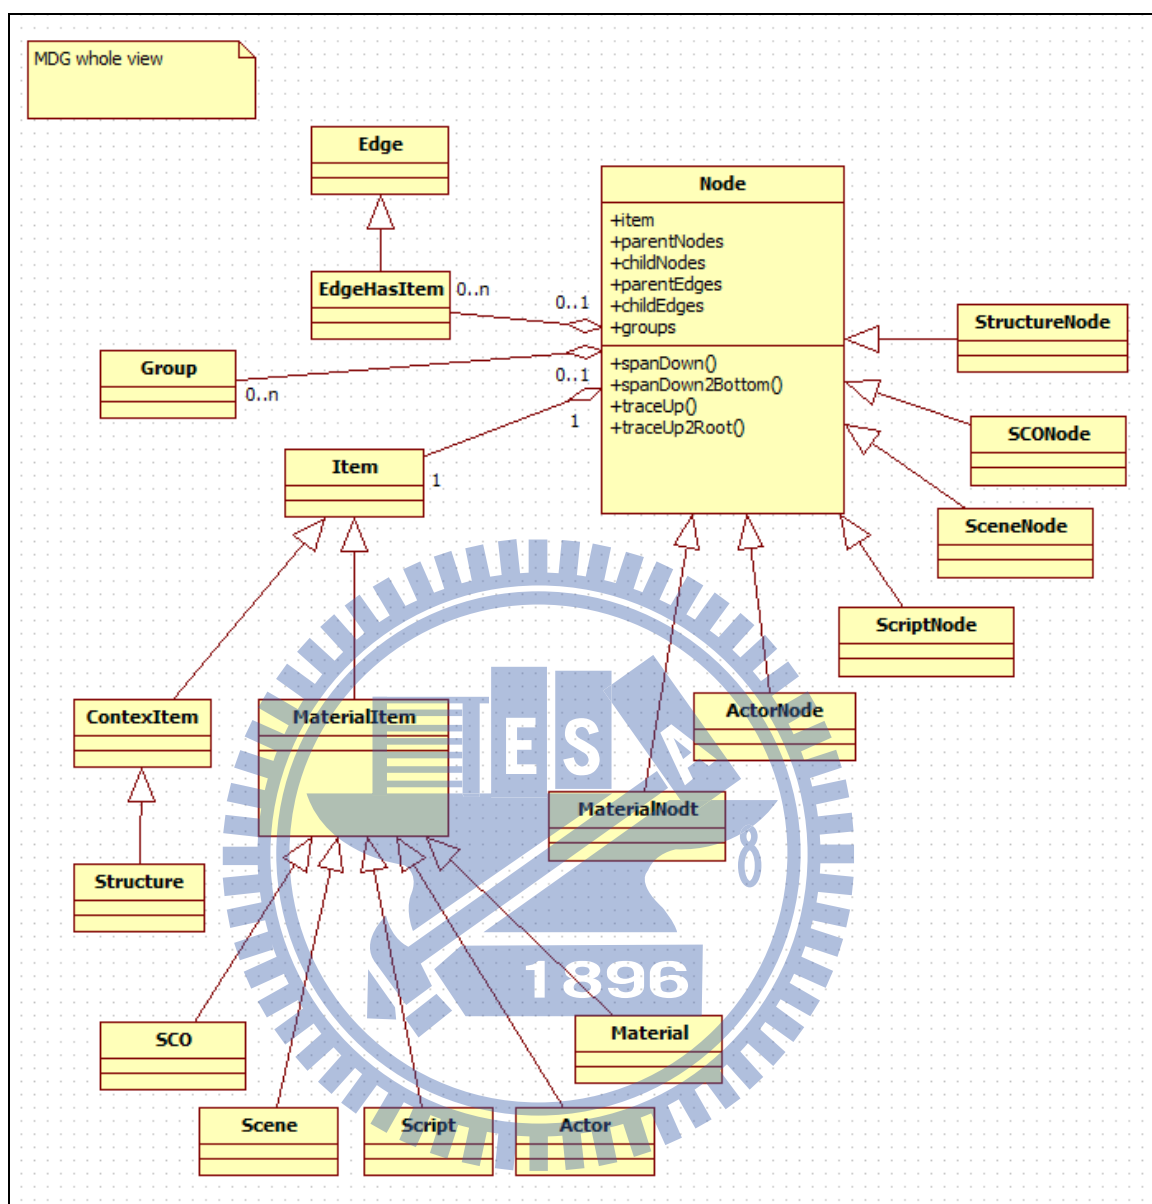 MDG whole view
Edge
Node
+item
+parentNodes
+childNodes
+parentEdges
+childEdges
+groups
+spanDown()
+spanDown2Bottom()
+traceUp()
+traceUp2Root()
EdgeHasItem
0..n
0..1
StructureNode
Group
0..n
0..1
SCONode
1
Item
1
SceneNode
ScriptNode
ContexItem
MaterialItem
ActorNode
MaterialNodt
Structure
SCO
Material
Scene
Script
Actor
E S A
1896